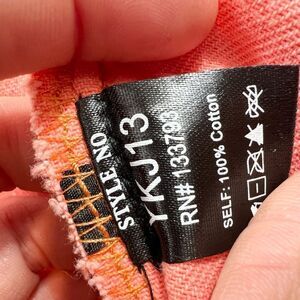 STYLE NO
YKJ13
RN# 133793
SELF: 100% Cotton